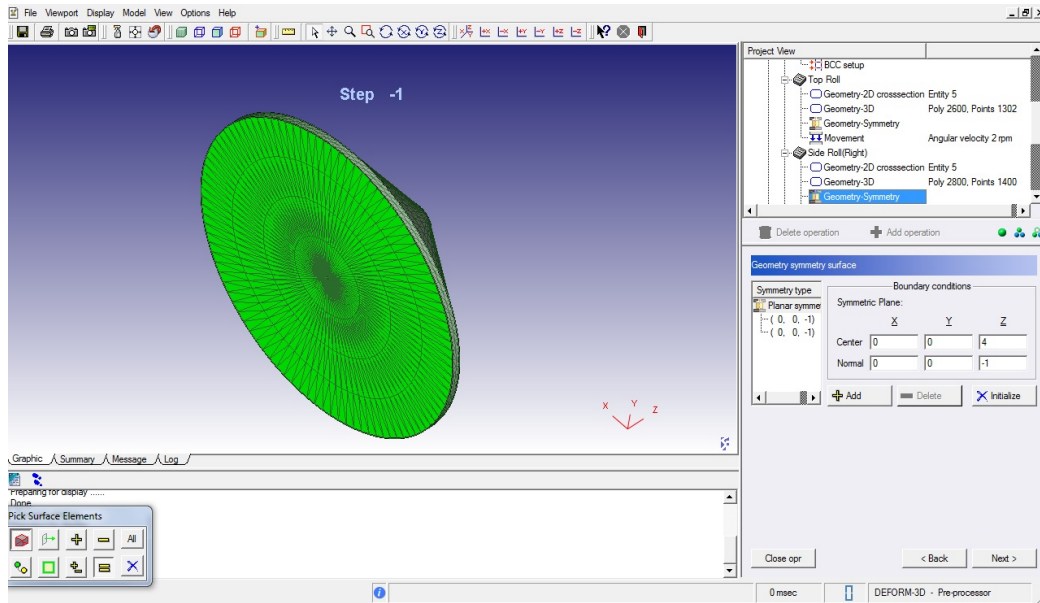 File Viewport Display Model View Options Help
Project View
BCC setup
Top Roll
Geometry-2D crosssection Entity 5
Geometry-3D Poly 2600, Points 1302
Geometry-Symmetry
Movement Angular velocity 2 rpm
Side Roll(Right)
Geometry-2D crosssection Entity 5
Geometry-3D Poly 2800, Points 1400
Geometry-Symmetry
Step -1
Delete operation Add operation
Geometry symmetry surface
Symmetry type
Planar symme
( 0, 0, -1)
( 0, 0, -1)
Boundary conditions
Symmetric Plane:
X Y Z
Center 0 0 4
Normal 0 0 -1
Add Delete Initialize
X Y Z
Graphic Summary Message Log
Preparing for display ......
Done
Pick Surface Elements
All
Close opr < Back Next >
0 msec DEFORM-3D - Pre-processor